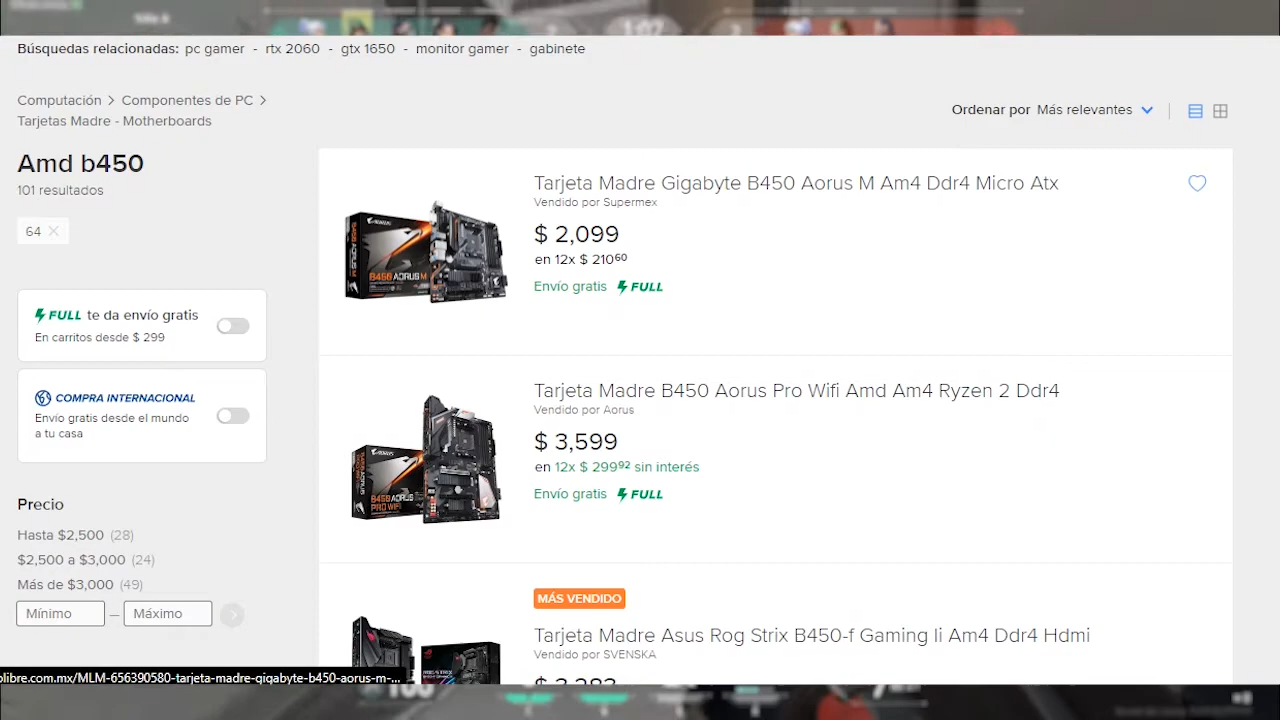 Búsquedas relacionadas: pc gamer - rtx 2060 - gtx 1650 - monitor gamer - gabinete
Computación > Componentes de PC >
Tarjetas Madre - Motherboards
Ordenar por Más relevantes
Amd b450
101 resultados
64
FULL te da envío gratis
En carritos desde $ 299
COMPRA INTERNACIONAL
Envío gratis desde el mundo
a tu casa
Precio
Hasta $2,500 (28)
$2,500 a $3,000 (24)
Más de $3,000 (49)
Mínimo – Máximo
Tarjeta Madre Gigabyte B450 Aorus M Am4 Ddr4 Micro Atx
Vendido por Supermex
$ 2,099
en 12x $ 21060
Envío gratis FULL
AORUS
B450 AORUS M
Tarjeta Madre B450 Aorus Pro Wifi Amd Am4 Ryzen 2 Ddr4
Vendido por Aorus
$ 3,599
en 12x $ 29992 sin interés
Envío gratis FULL
AORUS
B450 AORUS
PRO WIFI
MÁS VENDIDO
Tarjeta Madre Asus Rog Strix B450-f Gaming Ii Am4 Ddr4 Hdmi
Vendido por SVENSKA
olibre.com.mx/MLM-656390580-tarjeta-madre-gigabyte-b450-aorus-m-...